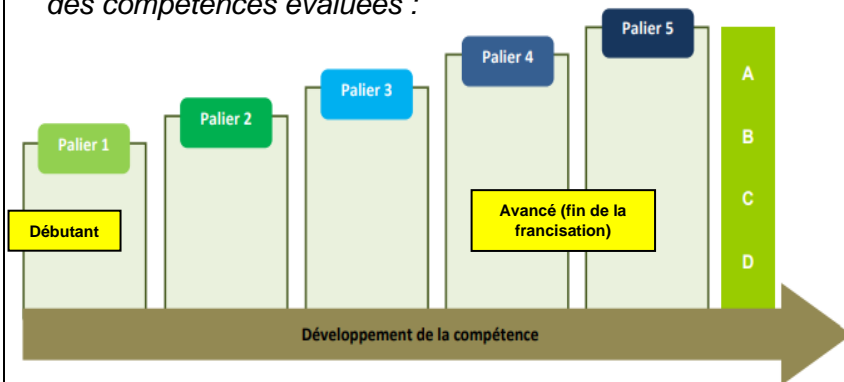 des compétences évaluées :
Palier 1
Palier 2
Palier 3
Palier 4
Palier 5
A
B
C
D
Débutant
Avancé (fin de la
francisation)
Développement de la compétence